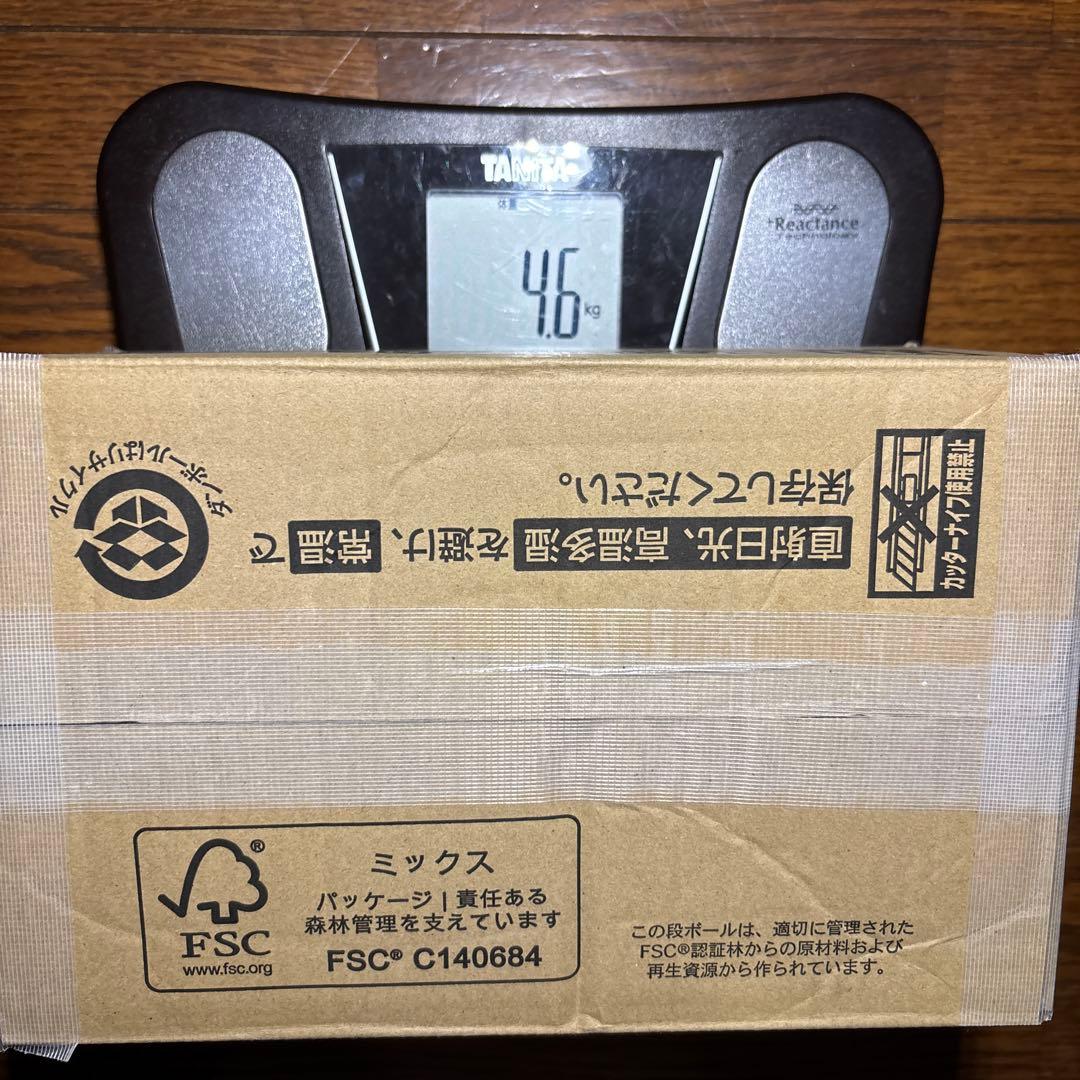 TANITA
体重
4.6kg
+Reactance
ダンボールはリサイクル
直射日光、高温多湿を避け、常温で
保存してください。
カッターナイフ使用禁止
FSC®
www.fsc.org
ミックス
パッケージ | 責任ある
森林管理を支えています
FSC® C140684
この段ボールは、適切に管理された
FSC®認証林からの原材料および
再生資源から作られています。